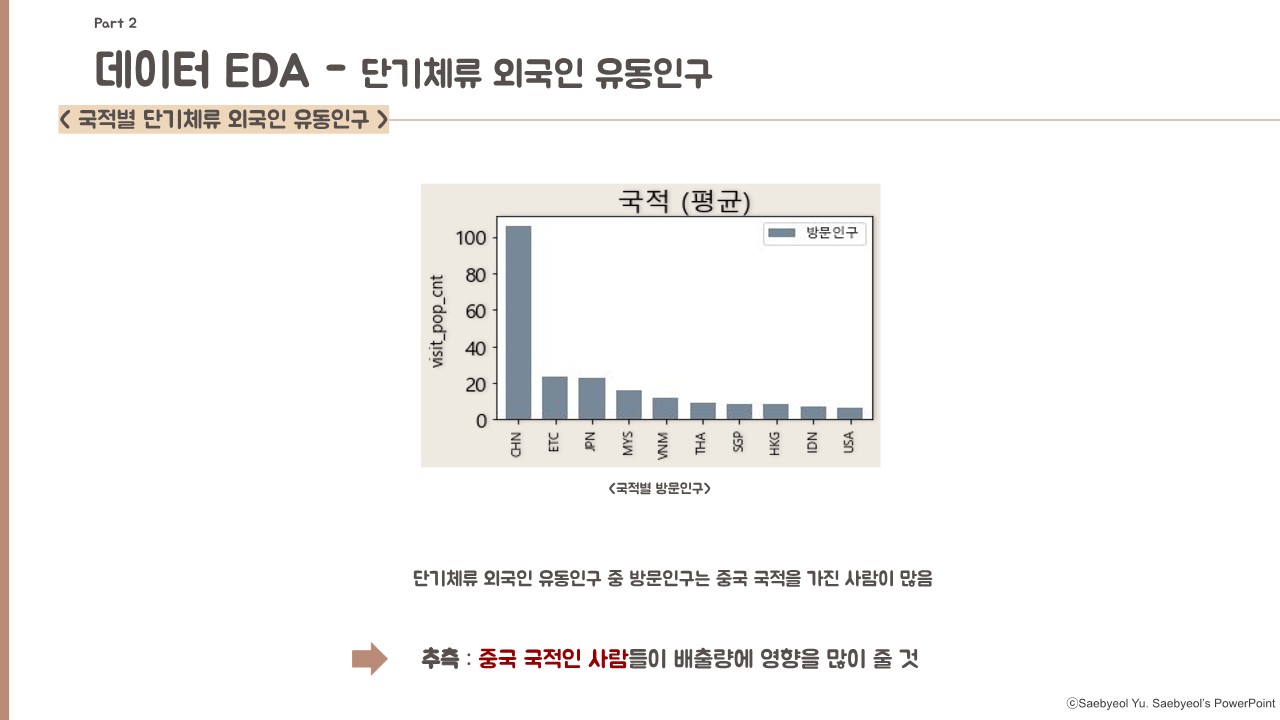 Part 2
데이터 EDA - 단기체류 외국인 유동인구
< 국적별 단기체류 외국인 유동인구 >
국적 (평균)
방문인구
visit_pop_cnt
100
80
60
40
20
0
CHN ETC JPN MYS VNM THA SGP HKG IDN USA
<국적별 방문인구>
단기체류 외국인 유동인구 중 방문인구는 중국 국적을 가진 사람이 많음
추측 : 중국 국적인 사람들이 배출량에 영향을 많이 줄 것
ⓒSaebyeol Yu. Saebyeol's PowerPoint